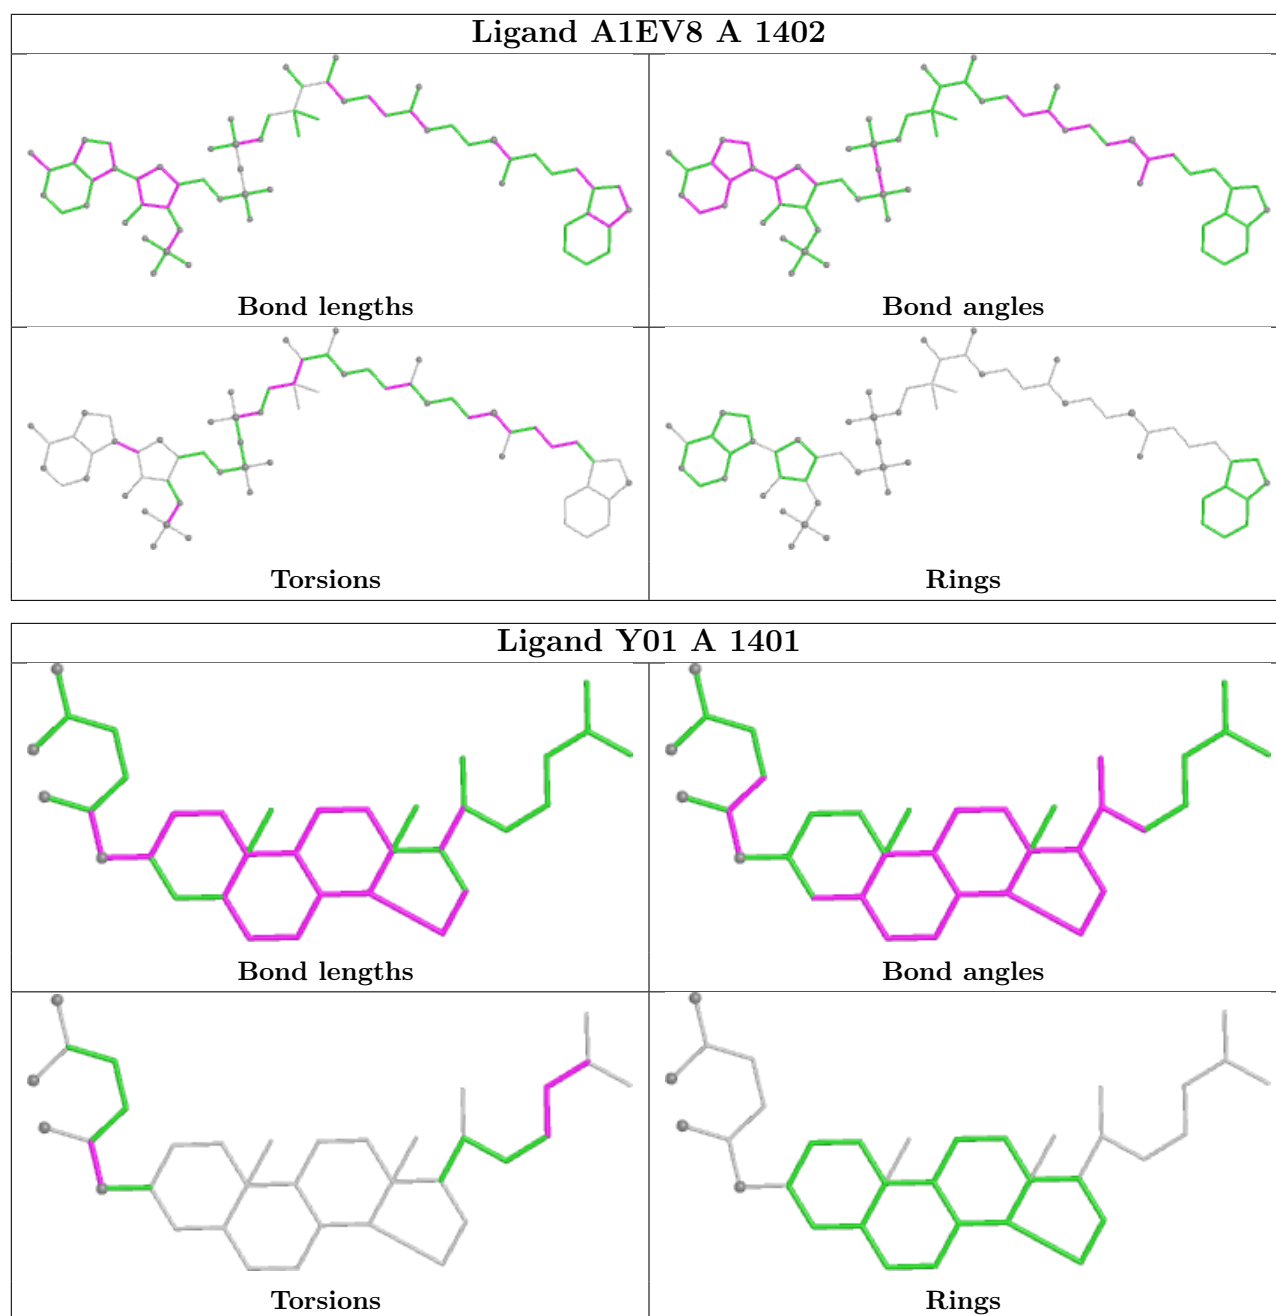 Ligand A1EV8 A 1402
Bond lengths
Bond angles
Torsions
Rings
Ligand Y01 A 1401
Bond lengths
Bond angles
Torsions
Rings